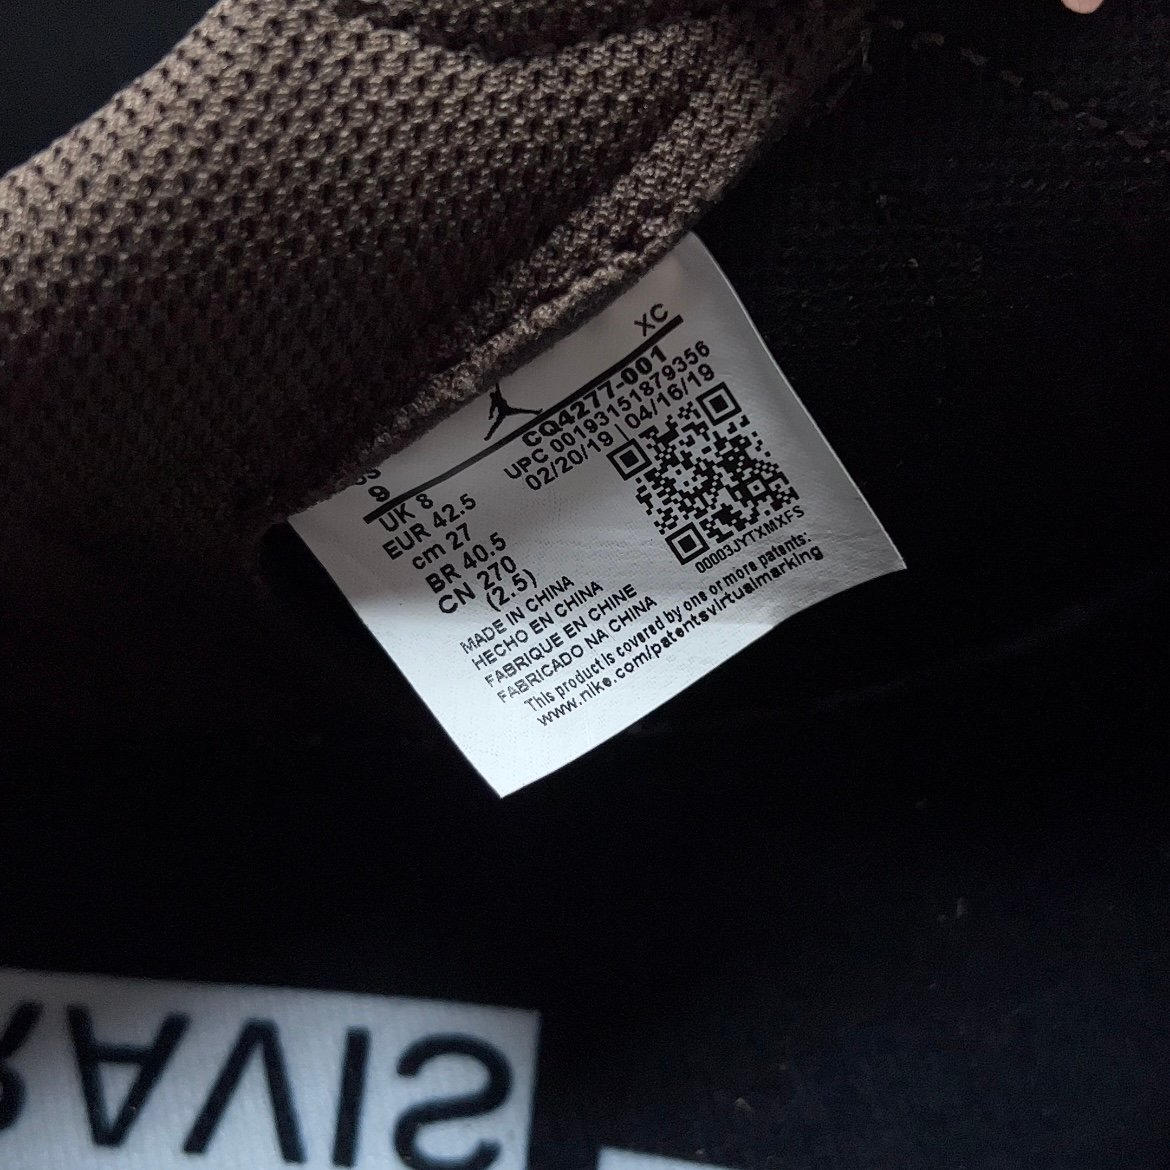 XC
9
UK 8
EUR 42.5
cm 27
BR 40.5
CN 270
(2.5)
CQ4277-001
UPC 00193151879356
02/20/19 | 04/16/19
00003JYTXMXFS
MADE IN CHINA
HECHO EN CHINA
FABRIQUE EN CHINE
FABRICADO NA CHINA
This product is covered by one or more patents:
www.nike.com/patentsvirtualmarking
RAVIS